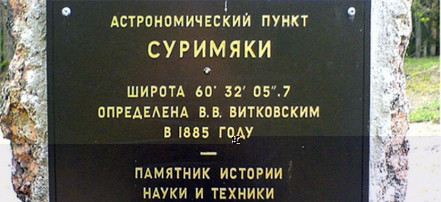 АСТРОНОМИЧЕСКИЙ ПУНКТ
СУРИМЯКИ
ШИРОТА 60° 32′ 05″.7
ОПРЕДЕЛЕНА В.В. ВИТКОВСКИМ
В 1885 ГОДУ
ПАМЯТНИК ИСТОРИИ
НАУКИ И ТЕХНИКИ